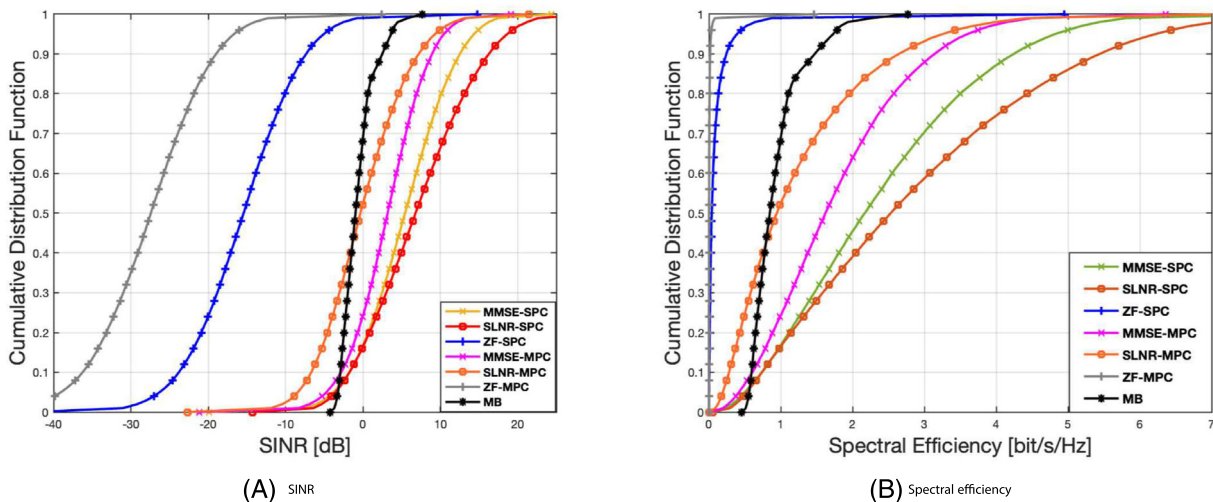 Cumulative Distribution Function
1
0.9
0.8
0.7
0.6
0.5
0.4
0.3
0.2
0.1
0
-40
-30
-20
-10
0
10
20
SINR [dB]
MMSE-SPC
SLNR-SPC
ZF-SPC
MMSE-MPC
SLNR-MPC
ZF-MPC
MB
(A) SINR
Cumulative Distribution Function
1
0.9
0.8
0.7
0.6
0.5
0.4
0.3
0.2
0.1
0
0
1
2
3
4
5
6
7
Spectral Efficiency [bit/s/Hz]
MMSE-SPC
SLNR-SPC
ZF-SPC
MMSE-MPC
SLNR-MPC
ZF-MPC
MB
(B) Spectral efficiency